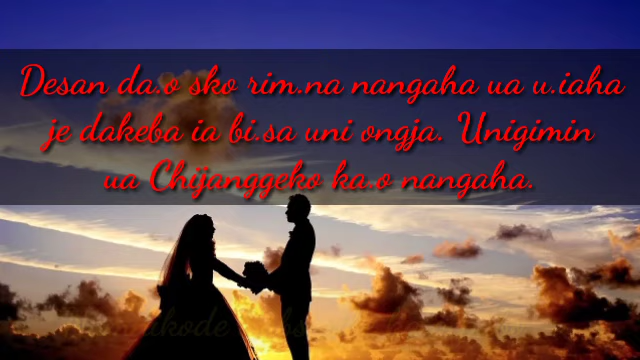 Desan da.o sko rim.na nangaha ua u.iaha
je dakeba ia bi.sa uni ongja. Unigimin
ua Chijanggeko ka.o nangaha.